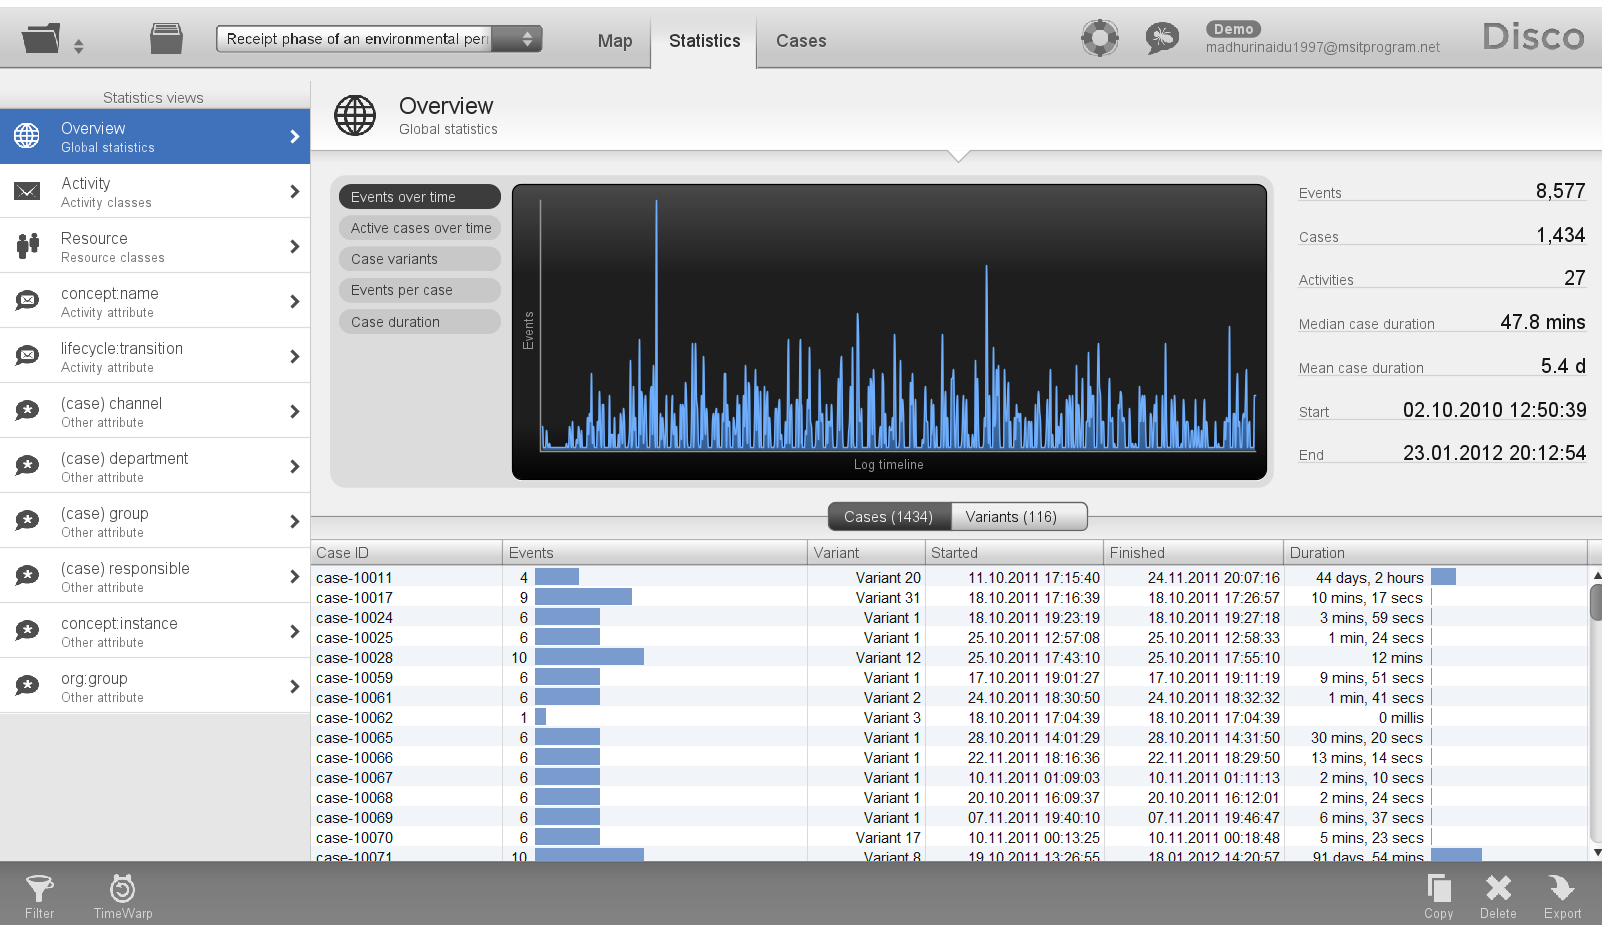 Receipt phase of an environmental per
Map
Statistics
Cases
Demo
madhurinaidu1997@msitprogram.net
Disco
Statistics views
Overview
Global statistics
Activity
Activity classes
Resource
Resource classes
concept:name
Activity attribute
lifecycle:transition
Activity attribute
(case) channel
Other attribute
(case) department
Other attribute
(case) group
Other attribute
(case) responsible
Other attribute
concept:instance
Other attribute
org:group
Other attribute
Overview
Global statistics
Events over time
Active cases over time
Case variants
Events per case
Case duration
Events
Log timeline
Events 8,577
Cases 1,434
Activities 27
Median case duration 47.8 mins
Mean case duration 5.4 d
Start 02.10.2010 12:50:39
End 23.01.2012 20:12:54
Cases (1434) Variants (116)
Case ID Events Variant Started Finished Duration
case-10011 4 Variant 20 11.10.2011 17:15:40 24.11.2011 20:07:16 44 days, 2 hours
case-10017 9 Variant 31 18.10.2011 17:16:39 18.10.2011 17:26:57 10 mins, 17 secs
case-10024 6 Variant 1 18.10.2011 19:23:19 18.10.2011 19:27:18 3 mins, 59 secs
case-10025 6 Variant 1 25.10.2011 12:57:08 25.10.2011 12:58:33 1 min, 24 secs
case-10028 10 Variant 12 25.10.2011 17:43:10 25.10.2011 17:55:10 12 mins
case-10059 6 Variant 1 17.10.2011 19:01:27 17.10.2011 19:11:19 9 mins, 51 secs
case-10061 6 Variant 2 24.10.2011 18:30:50 24.10.2011 18:32:32 1 min, 41 secs
case-10062 1 Variant 3 18.10.2011 17:04:39 18.10.2011 17:04:39 0 millis
case-10065 6 Variant 1 28.10.2011 14:01:29 28.10.2011 14:31:50 30 mins, 20 secs
case-10066 6 Variant 1 22.11.2011 18:16:36 22.11.2011 18:29:50 13 mins, 14 secs
case-10067 6 Variant 1 10.11.2011 01:09:03 10.11.2011 01:11:13 2 mins, 10 secs
case-10068 6 Variant 1 20.10.2011 16:09:37 20.10.2011 16:12:01 2 mins, 24 secs
case-10069 6 Variant 1 07.11.2011 19:40:10 07.11.2011 19:46:47 6 mins, 37 secs
case-10070 6 Variant 17 10.11.2011 00:13:25 10.11.2011 00:18:48 5 mins, 23 secs
case-10071 10 Variant 8 19.10.2011 13:26:55 18.01.2012 14:20:57 91 days, 54 mins
Filter
TimeWarp
Copy
Delete
Export